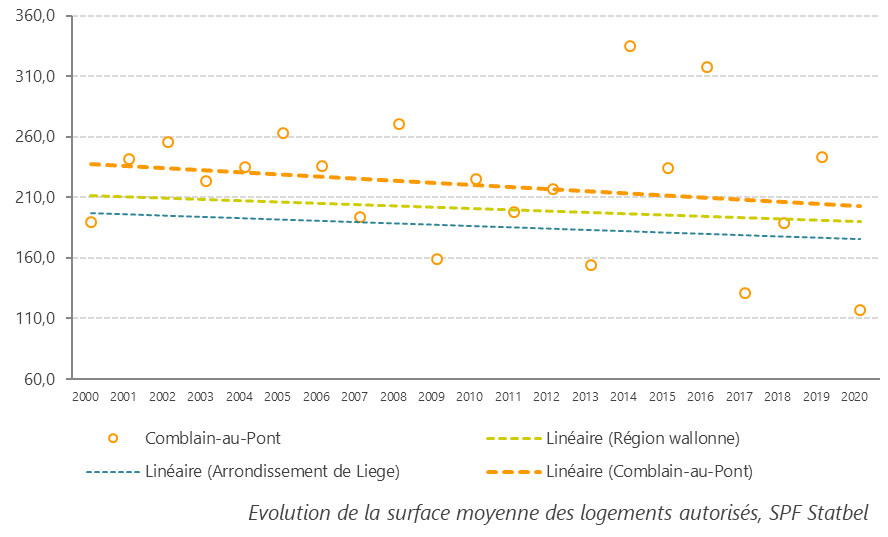 360,0
310,0
260,0
210,0
160,0
110,0
60,0
2000 2001 2002 2003 2004 2005 2006 2007 2008 2009 2010 2011 2012 2013 2014 2015 2016 2017 2018 2019 2020
Comblain-au-Pont Linéaire (Région wallonne)
Linéaire (Arrondissement de Liege) Linéaire (Comblain-au-Pont)
Evolution de la surface moyenne des logements autorisés, SPF Statbel